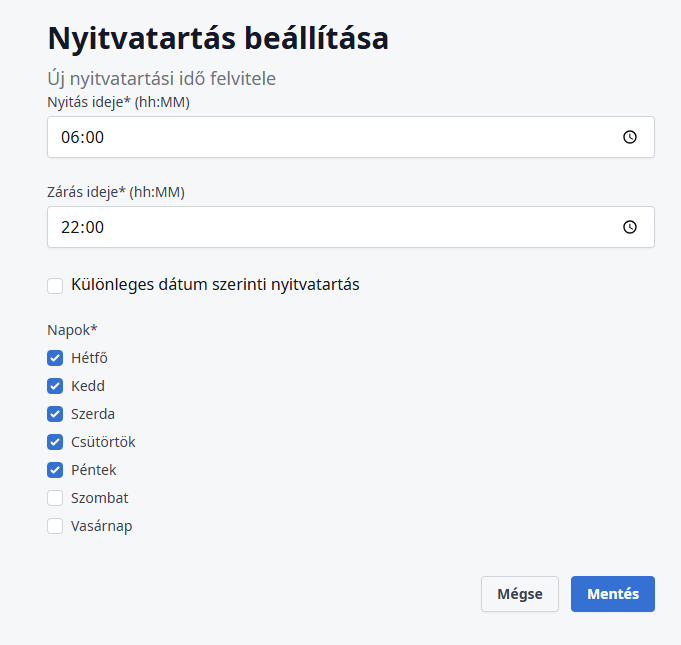 Nyitvatartás beállítása
Új nyitvatartási idő felvitele
Nyitás ideje* (hh:MM)
06:00
Zárás ideje* (hh:MM)
22:00
Különleges dátum szerinti nyitvatartás
Napok*
Hétfő
Kedd
Szerda
Csütörtök
Péntek
Szombat
Vasárnap
Mégse Mentés